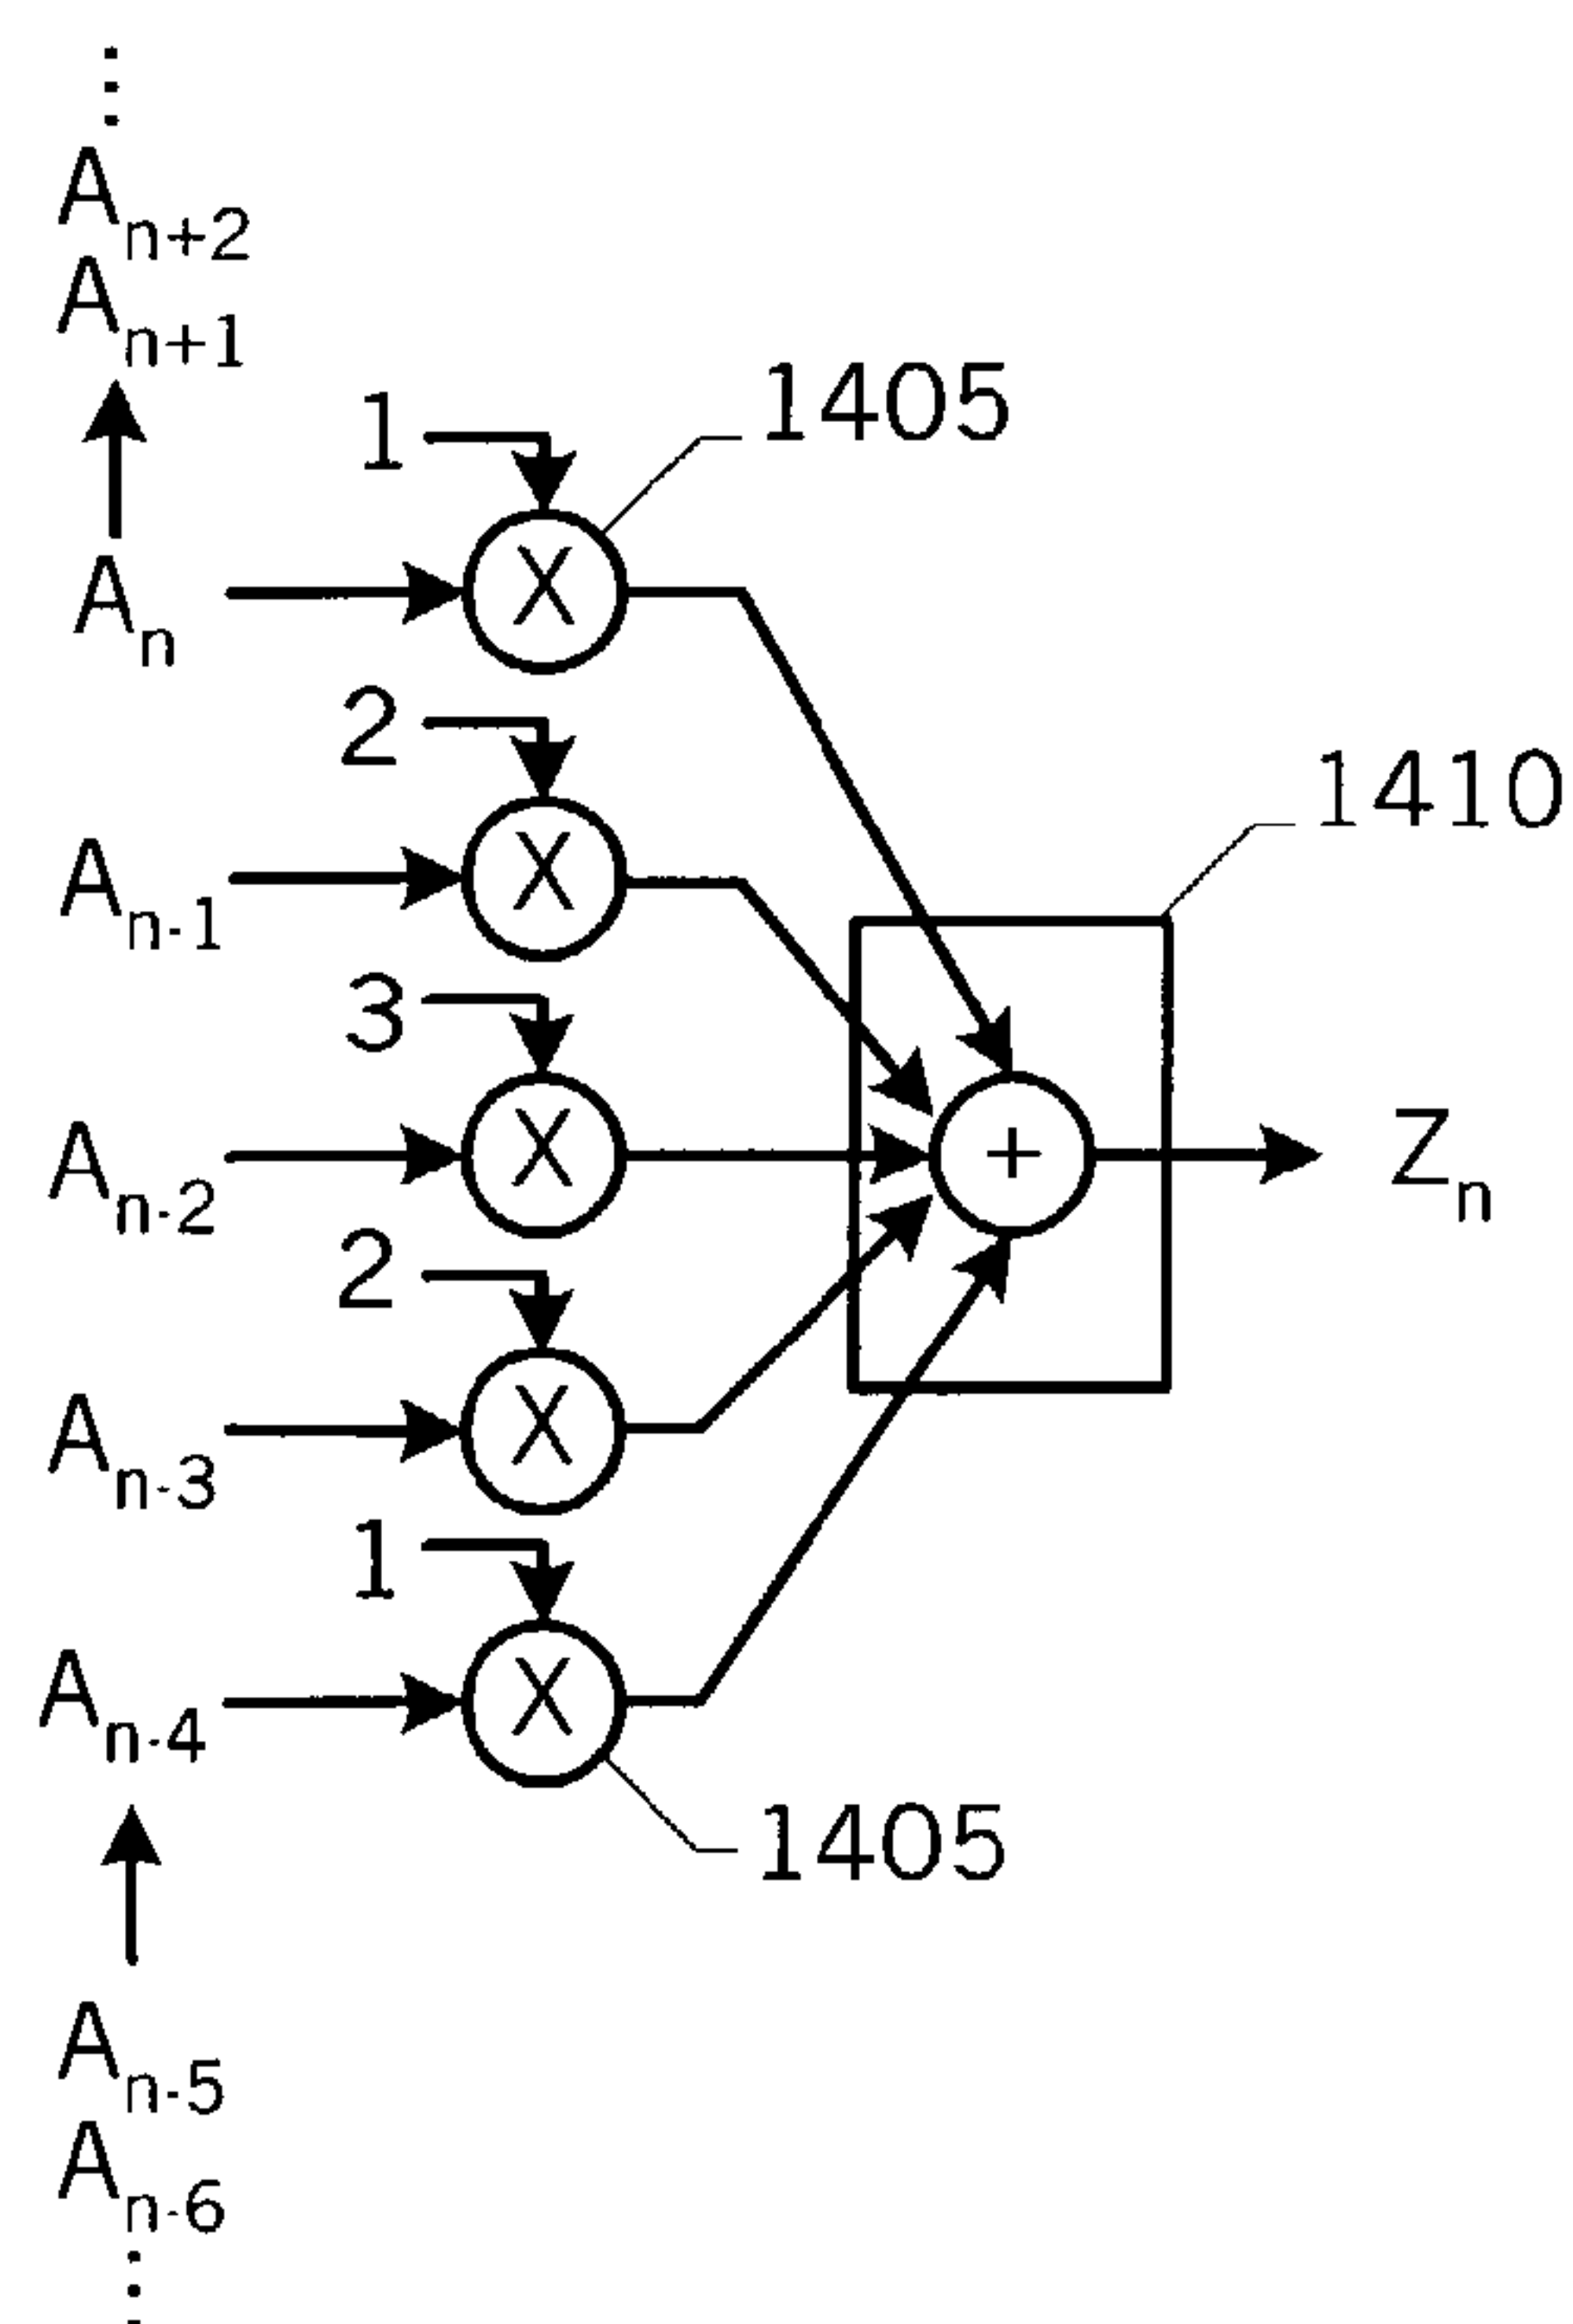 ⋮
Aₙ₊₂
Aₙ₊₁
1 1405
X
Aₙ
2
X
1410
Aₙ₋₁
3
X
+
Zₙ
Aₙ₋₂
2
X
Aₙ₋₃
1
X
Aₙ₋₄
1405
Aₙ₋₅
Aₙ₋₆
⋮